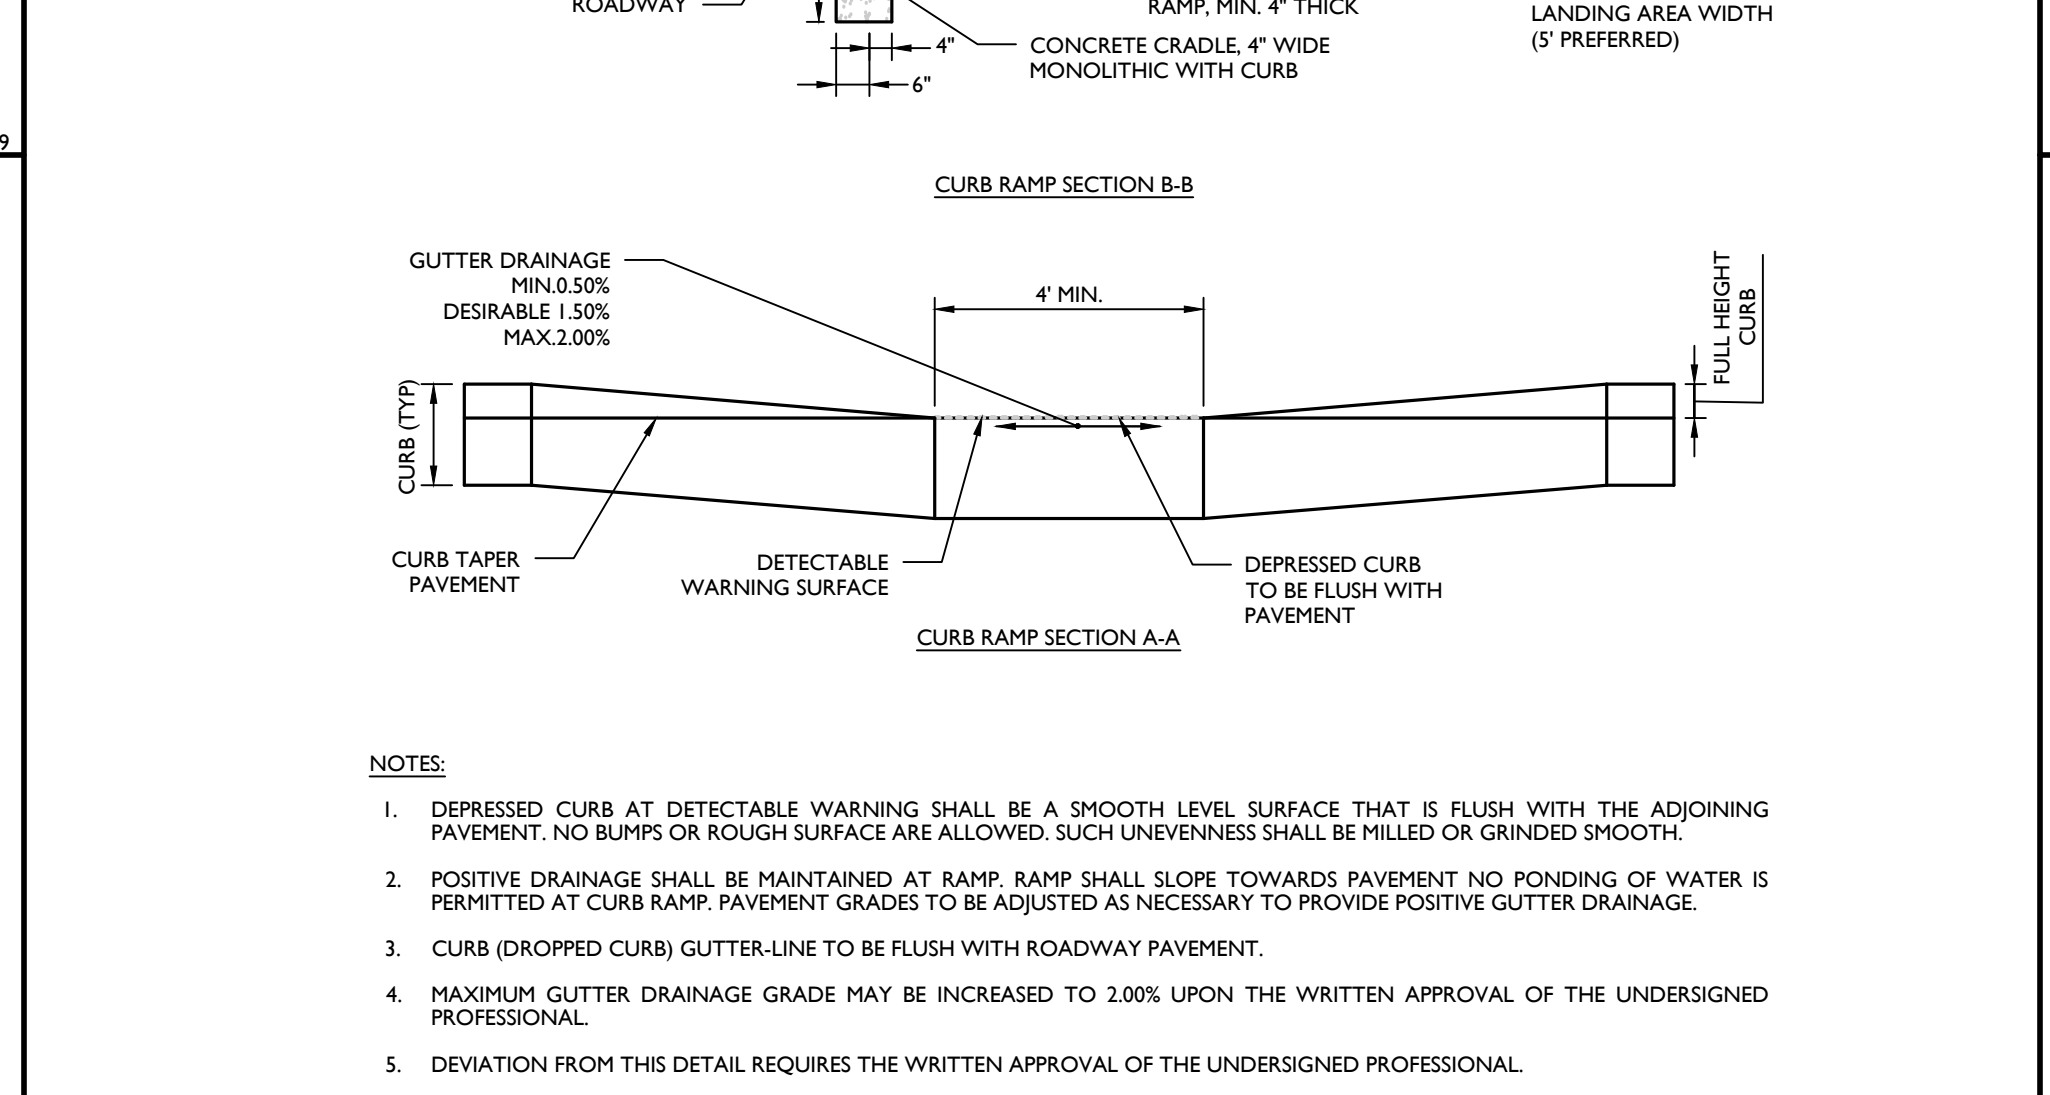 ROADWAY
RAMP, MIN. 4" THICK
LANDING AREA WIDTH
(5' PREFERRED)
4"
CONCRETE CRADLE, 4" WIDE
MONOLITHIC WITH CURB
6"
9
CURB RAMP SECTION B-B
GUTTER DRAINAGE
MIN.0.50%
DESIRABLE 1.50%
MAX.2.00%
4' MIN.
FULL HEIGHT
CURB
CURB (TYP)
CURB TAPER
PAVEMENT
DETECTABLE
WARNING SURFACE
DEPRESSED CURB
TO BE FLUSH WITH
PAVEMENT
CURB RAMP SECTION A-A
NOTES:
1. DEPRESSED CURB AT DETECTABLE WARNING SHALL BE A SMOOTH LEVEL SURFACE THAT IS FLUSH WITH THE ADJOINING
PAVEMENT. NO BUMPS OR ROUGH SURFACE ARE ALLOWED. SUCH UNEVENNESS SHALL BE MILLED OR GRINDED SMOOTH.
2. POSITIVE DRAINAGE SHALL BE MAINTAINED AT RAMP. RAMP SHALL SLOPE TOWARDS PAVEMENT NO PONDING OF WATER IS
PERMITTED AT CURB RAMP. PAVEMENT GRADES TO BE ADJUSTED AS NECESSARY TO PROVIDE POSITIVE GUTTER DRAINAGE.
3. CURB (DROPPED CURB) GUTTER-LINE TO BE FLUSH WITH ROADWAY PAVEMENT.
4. MAXIMUM GUTTER DRAINAGE GRADE MAY BE INCREASED TO 2.00% UPON THE WRITTEN APPROVAL OF THE UNDERSIGNED
PROFESSIONAL.
5. DEVIATION FROM THIS DETAIL REQUIRES THE WRITTEN APPROVAL OF THE UNDERSIGNED PROFESSIONAL.